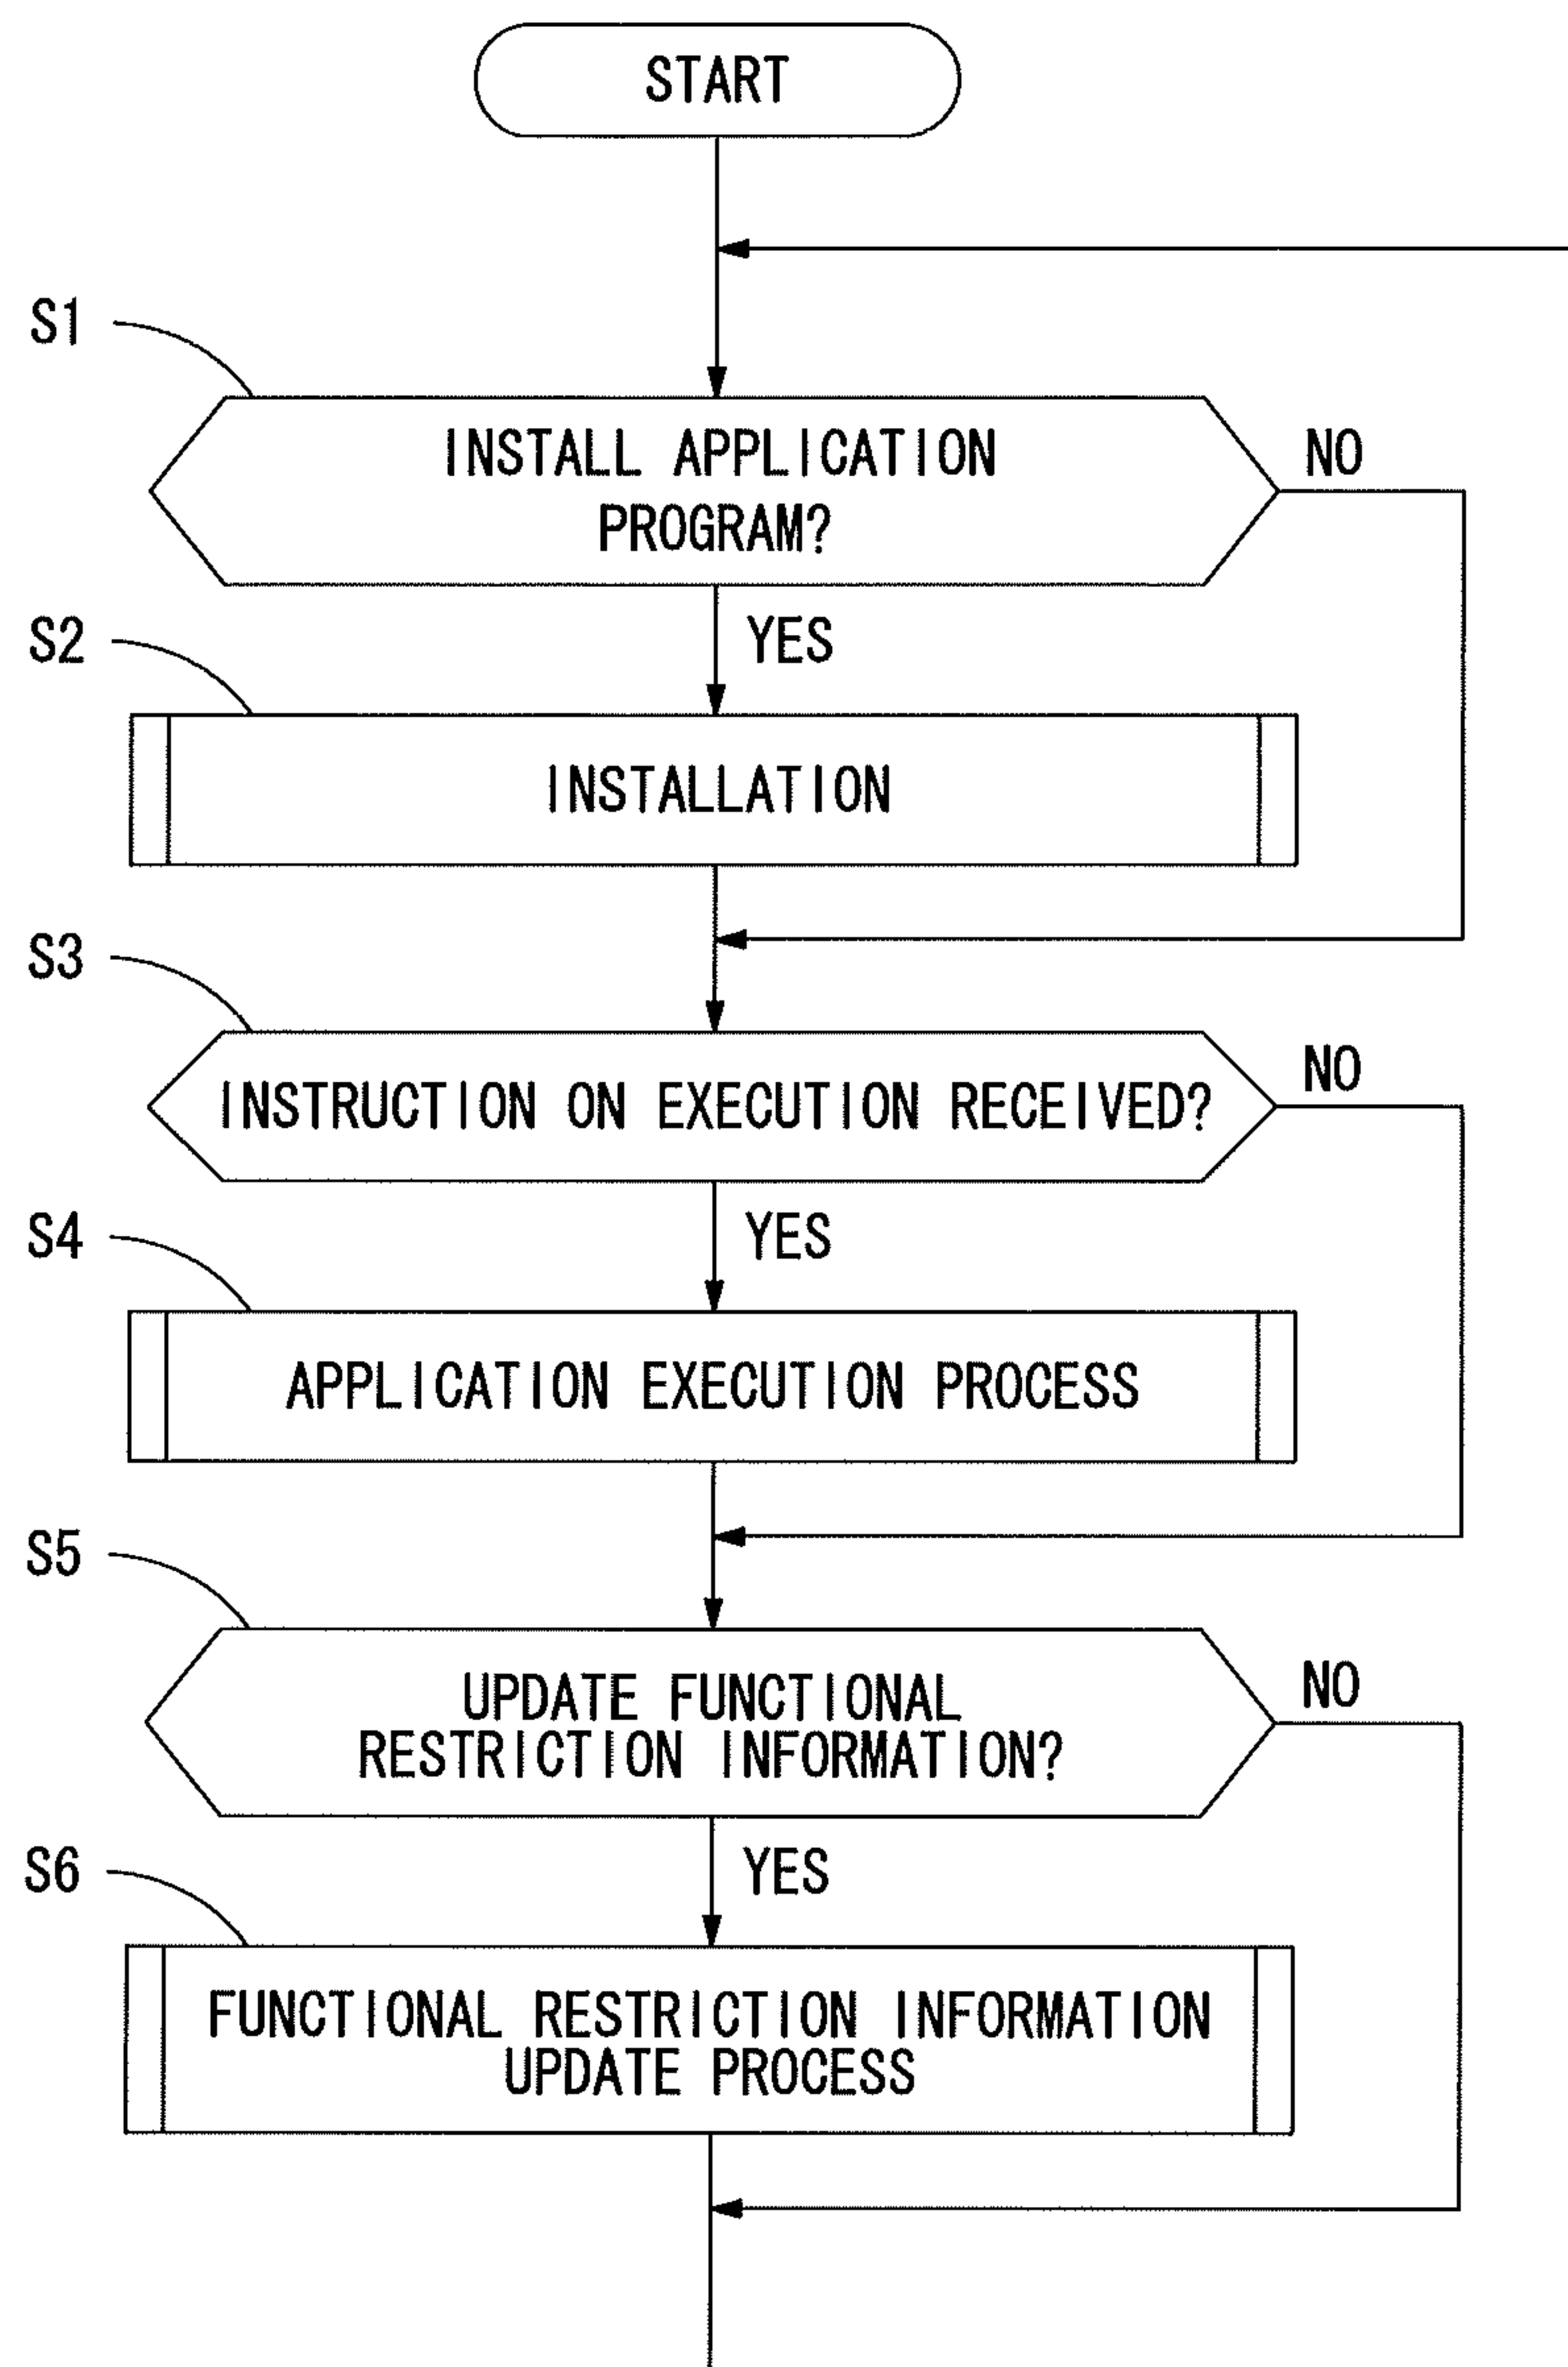 START
S1
INSTALL APPLICATION
PROGRAM?
NO
YES
S2
INSTALLATION
S3
INSTRUCTION ON EXECUTION RECEIVED?
NO
YES
S4
APPLICATION EXECUTION PROCESS
S5
UPDATE FUNCTIONAL
RESTRICTION INFORMATION?
NO
YES
S6
FUNCTIONAL RESTRICTION INFORMATION
UPDATE PROCESS